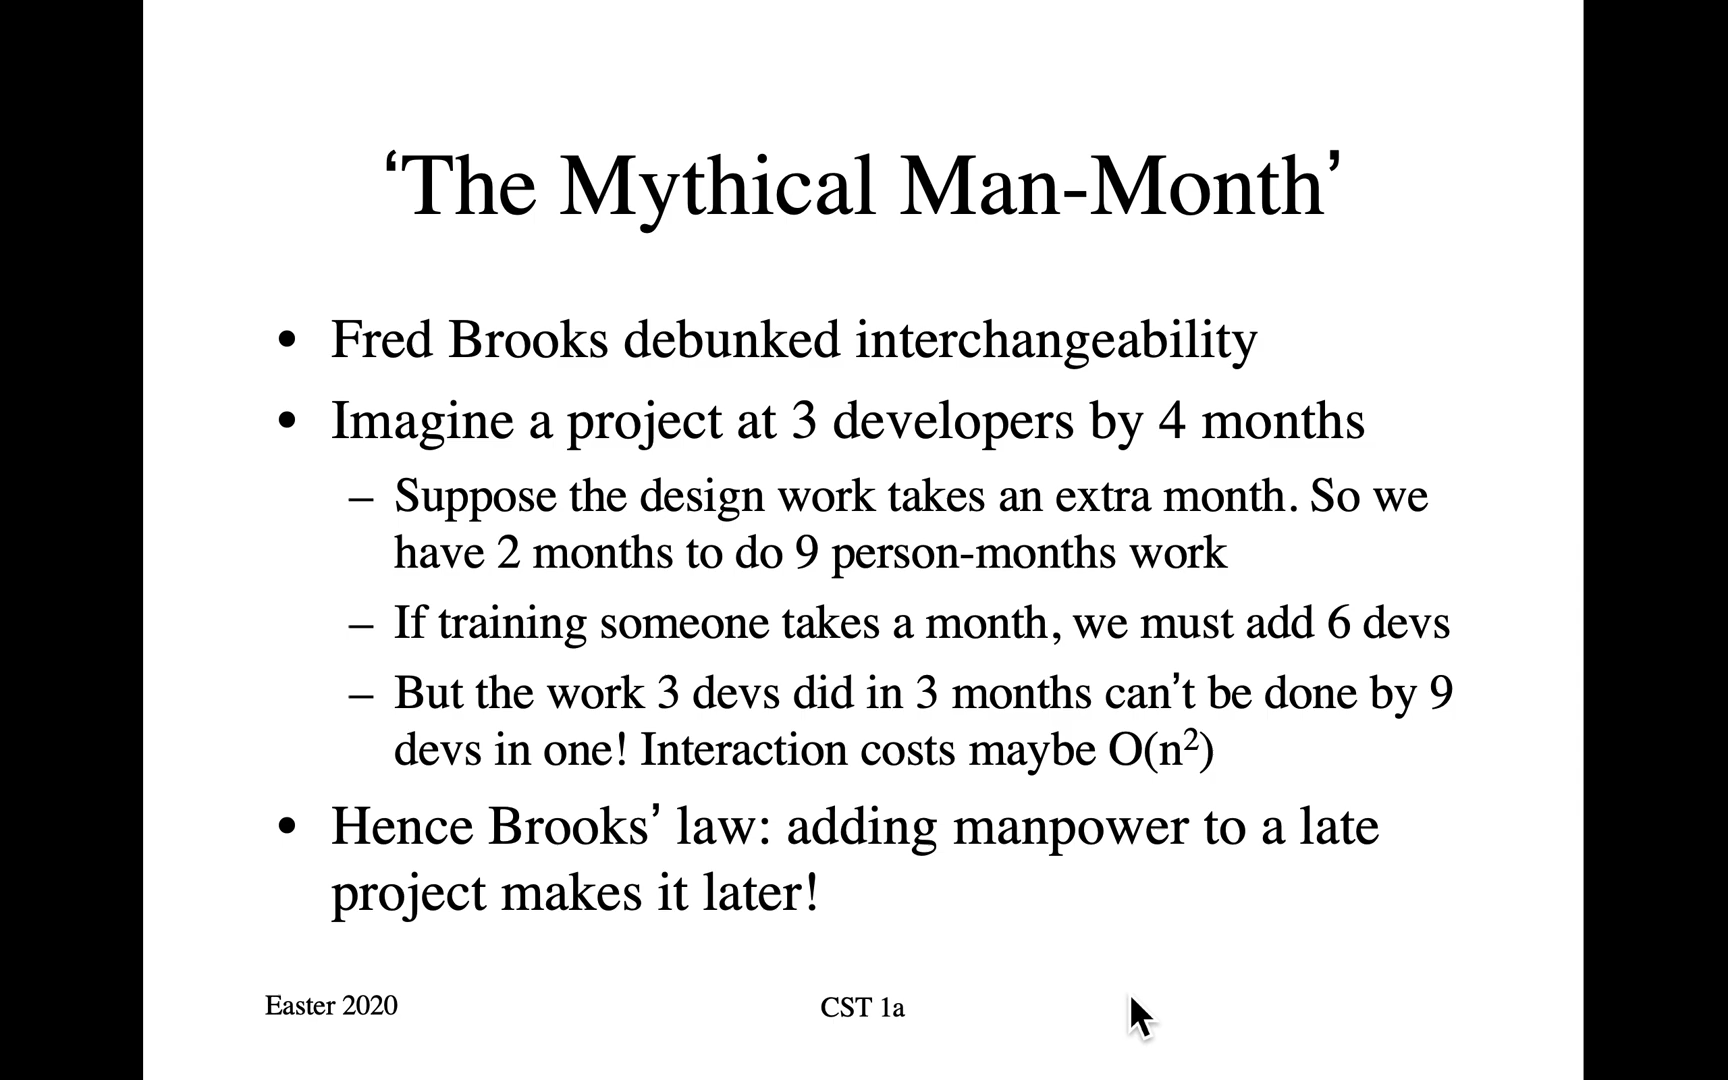 ‘The Mythical Man-Month’
• Fred Brooks debunked interchangeability
• Imagine a project at 3 developers by 4 months
– Suppose the design work takes an extra month. So we
have 2 months to do 9 person-months work
– If training someone takes a month, we must add 6 devs
– But the work 3 devs did in 3 months can’t be done by 9
devs in one! Interaction costs maybe O(n²)
• Hence Brooks’ law: adding manpower to a late
project makes it later!
Easter 2020
CST 1a